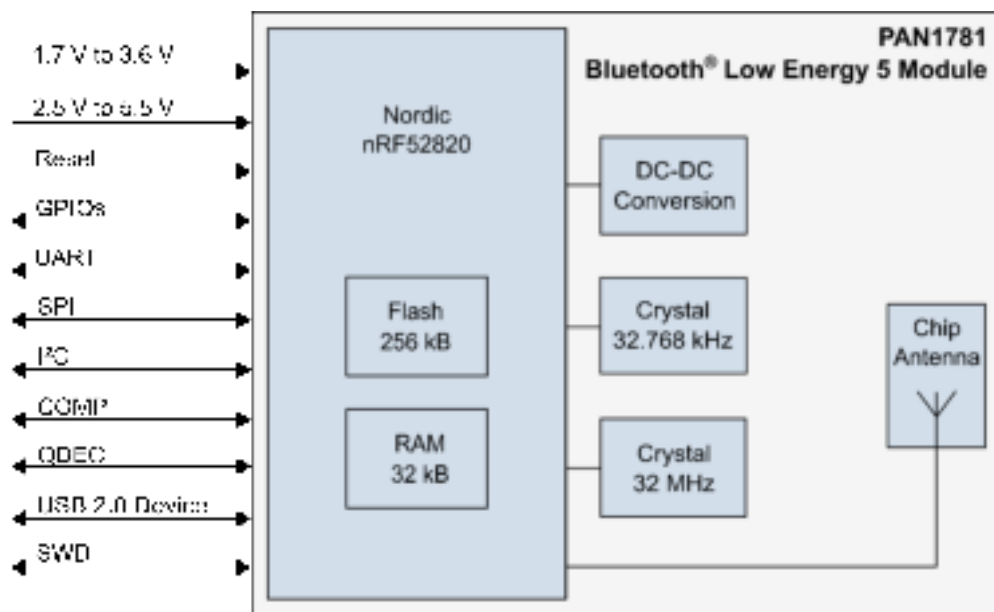 PAN1781
Bluetooth® Low Energy 5 Module
1.7 V to 3.6 V
2.5 V to 5.5 V
Reset
GPIOs
UART
SPI
I²C
COMP
QDEC
USB 2.0 Device
SWD
Nordic
nRF52820
Flash
256 kB
RAM
32 kB
DC-DC
Conversion
Crystal
32.768 kHz
Crystal
32 MHz
Chip
Antenna